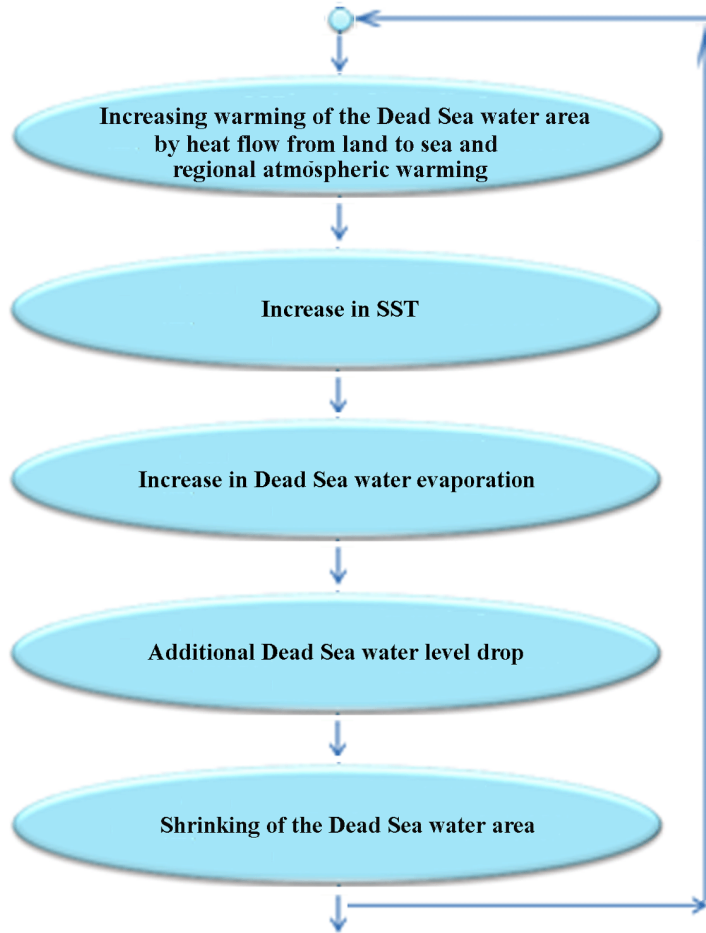 Increasing warming of the Dead Sea water area
by heat flow from land to sea and
regional atmospheric warming
Increase in SST
Increase in Dead Sea water evaporation
Additional Dead Sea water level drop
Shrinking of the Dead Sea water area